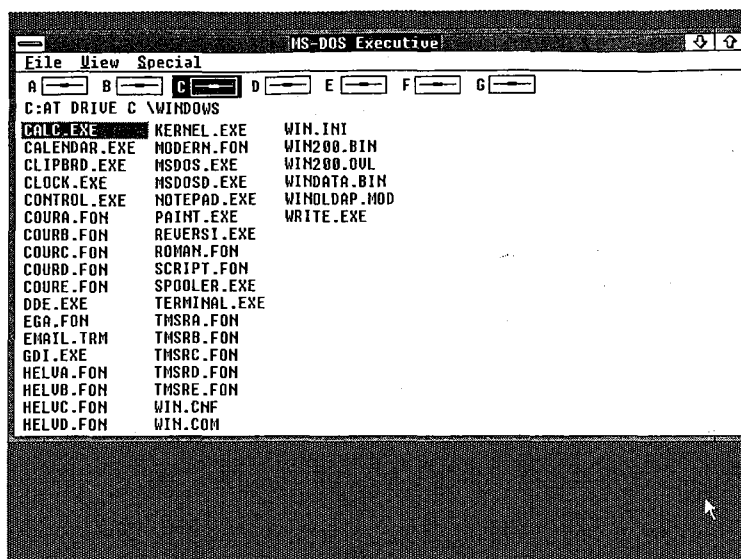 MS-DOS Executive
File View Special
A B C D E F G
C:AT DRIVE C \WINDOWS
CALC.EXE KERNEL.EXE WIN.INI
CALENDAR.EXE MODERN.FON WIN200.BIN
CLIPBRD.EXE MSDOS.EXE WIN200.OVL
CLOCK.EXE MSDOSD.EXE WINDATA.BIN
CONTROL.EXE NOTEPAD.EXE WINOLDAP.MOD
COURA.FON PAINT.EXE WRITE.EXE
COURB.FON REVERSI.EXE
COURC.FON ROMAN.FON
COURD.FON SCRIPT.FON
COURE.FON SPOOLER.EXE
DDE.EXE TERMINAL.EXE
EGA.FON TMSRA.FON
EMAIL.TRM TMSRB.FON
GDI.EXE TMSRC.FON
HELVA.FON TMSRD.FON
HELVB.FON TMSRE.FON
HELVC.FON WIN.CNF
HELVD.FON WIN.COM